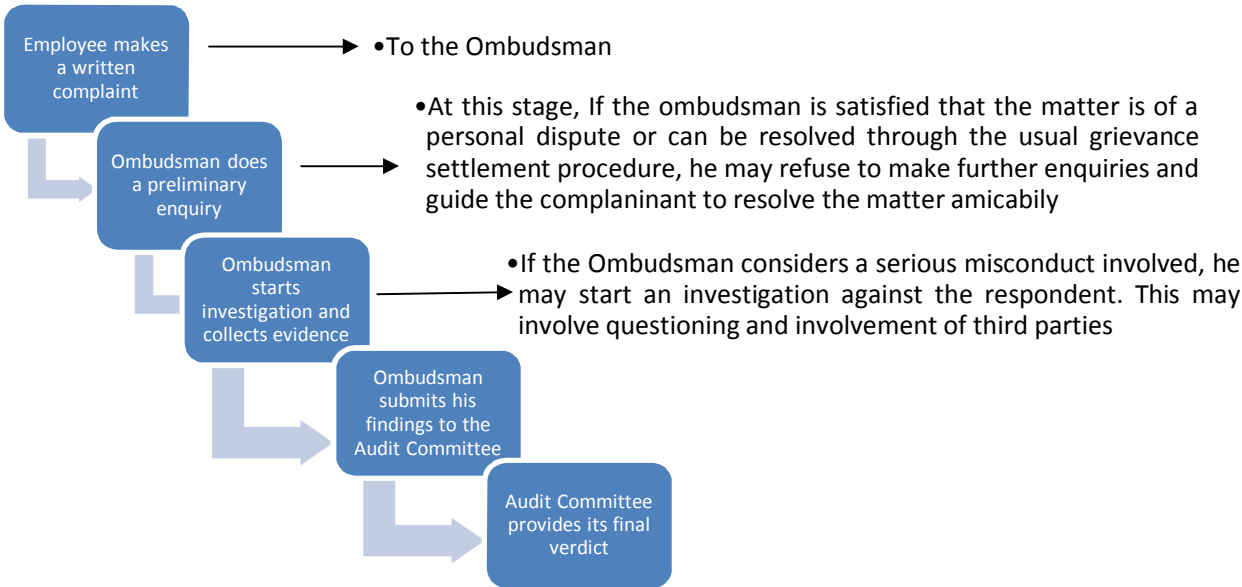 Employee makes
a written
complaint
•To the Ombudsman
Ombudsman does
a preliminary
enquiry
•At this stage, If the ombudsman is satisfied that the matter is of a
personal dispute or can be resolved through the usual grievance
settlement procedure, he may refuse to make further enquiries and
guide the complaninant to resolve the matter amicabily
Ombudsman
starts
investigation and
collects evidence
•If the Ombudsman considers a serious misconduct involved, he
may start an investigation against the respondent. This may
involve questioning and involvement of third parties
Ombudsman
submits his
findings to the
Audit Committee
Audit Committee
provides its final
verdict